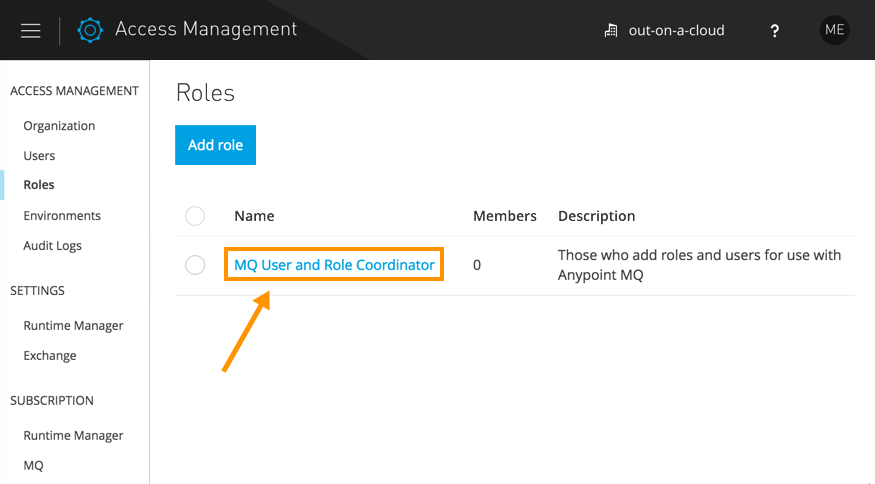 Access Management
out-on-a-cloud
?
ME
ACCESS MANAGEMENT
Organization
Users
Roles
Environments
Audit Logs
SETTINGS
Runtime Manager
Exchange
SUBSCRIPTION
Runtime Manager
MQ
Roles
Add role
Name Members Description
MQ User and Role Coordinator 0 Those who add roles and users for use with
Anypoint MQ